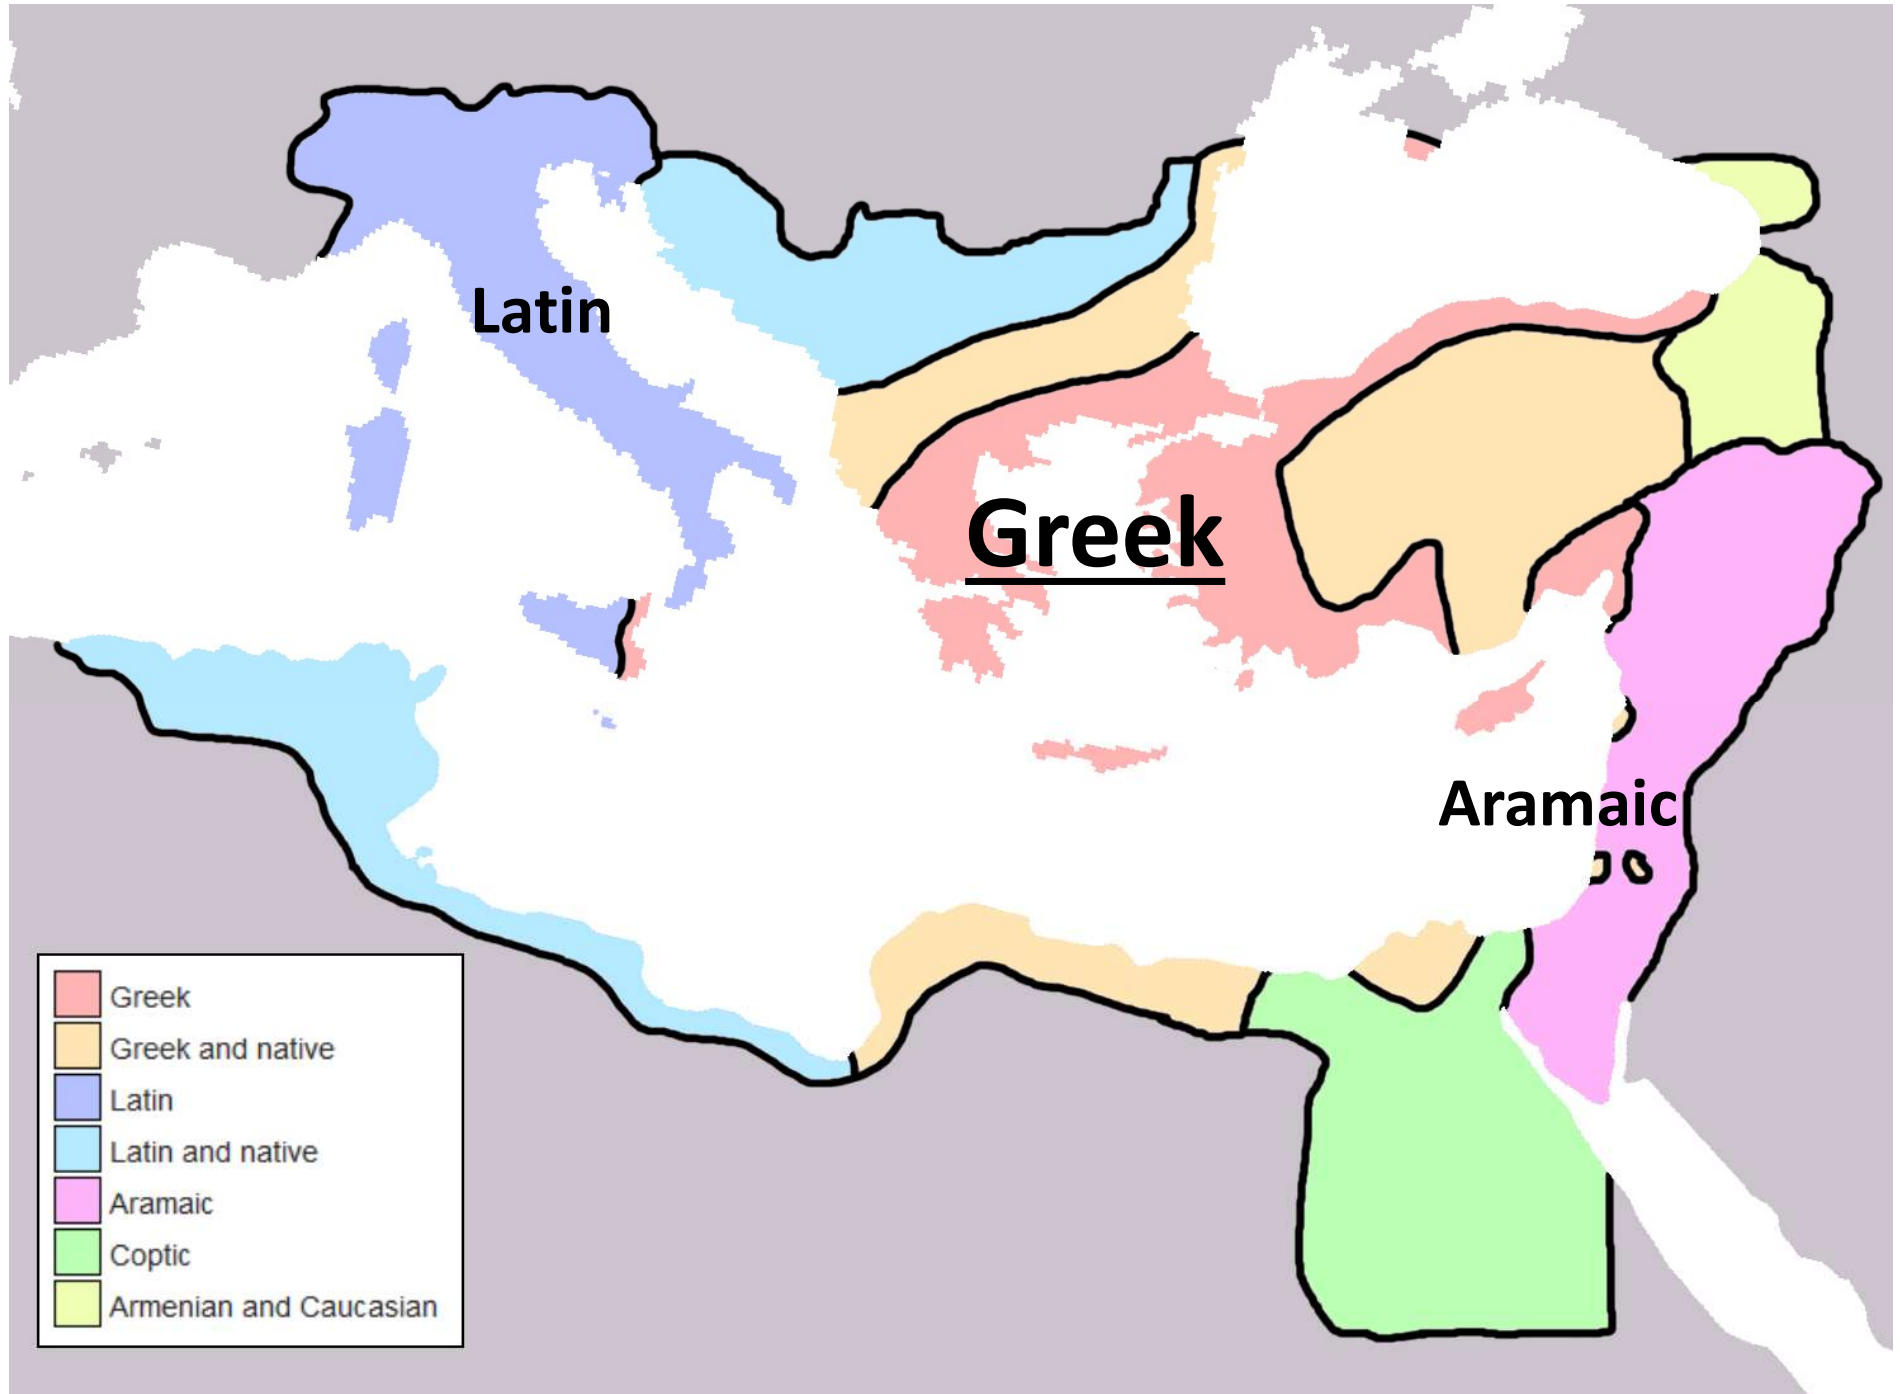 Latin
Greek
Aramaic
Greek
Greek and native
Latin
Latin and native
Aramaic
Coptic
Armenian and Caucasian